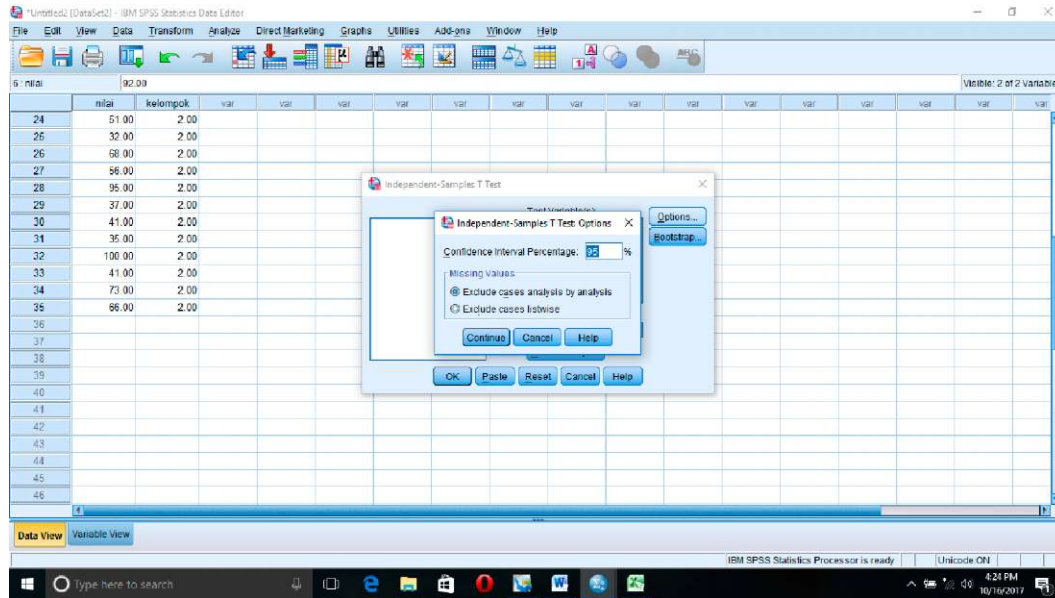 *Untitled2 [DataSet2] - IBM SPSS Statistics Data Editor
File Edit View Data Transform Analyze Direct Marketing Graphs Utilities Add-ons Window Help
6 : nilai 92.00 Visible: 2 of 2 Variable
nilai kelompok var var var var var var var var var var var var var var
24 51.00 2.00
25 32.00 2.00
26 68.00 2.00
27 56.00 2.00
28 95.00 2.00
29 37.00 2.00
30 41.00 2.00
31 35.00 2.00
32 100.00 2.00
33 41.00 2.00
34 73.00 2.00
35 66.00 2.00
36
37
38
39
40
41
42
43
44
45
46
Independent-Samples T Test
Options...
Bootstrap...
Independent-Samples T Test: Options
Confidence Interval Percentage: 95 %
Missing Values
Exclude cases analysis by analysis
Exclude cases listwise
Continue Cancel Help
OK Paste Reset Cancel Help
Data View Variable View
IBM SPSS Statistics Processor is ready Unicode:ON
Type here to search
4:24 PM
10/16/2017